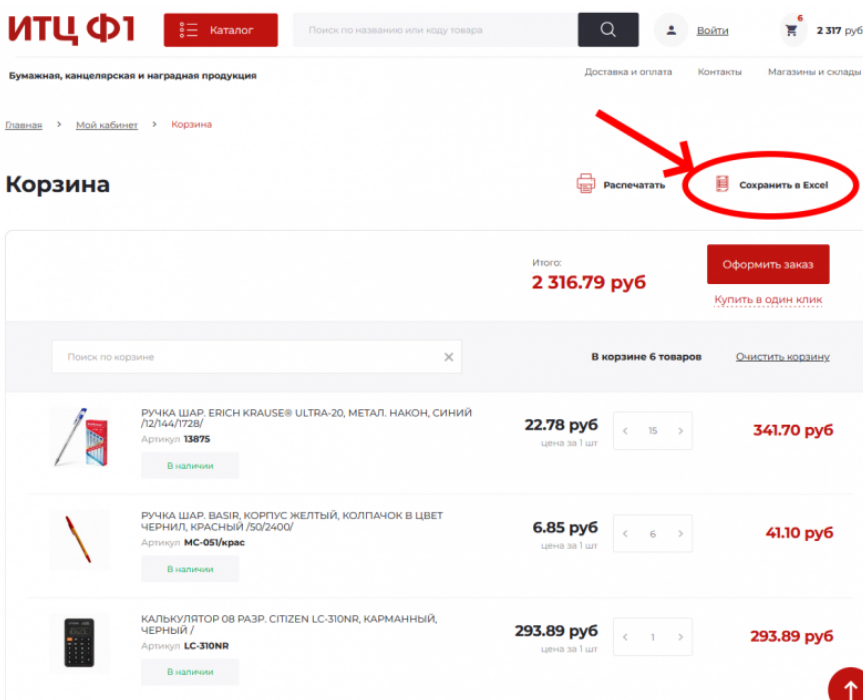 ИТЦ Ф1
Каталог
Поиск по названию или коду товара
Войти
6
2 317 руб
Бумажная, канцелярская и наградная продукция
Доставка и оплата
Контакты
Магазины и склады
Главная > Мой кабинет > Корзина
Корзина
Распечатать
Сохранить в Excel
Итого:
2 316.79 руб
Оформить заказ
Купить в один клик
Поиск по корзине
В корзине 6 товаров
Очистить корзину
РУЧКА ШАР. ERICH KRAUSE® ULTRA-20, МЕТАЛ. НАКОН, СИНИЙ
/12/144/1728/
Артикул 13875
В наличии
22.78 руб
цена за 1 шт
< 15 >
341.70 руб
РУЧКА ШАР. BASIR, КОРПУС ЖЕЛТЫЙ, КОЛПАЧОК В ЦВЕТ
ЧЕРНИЛ, КРАСНЫЙ /50/2400/
Артикул МС-051/крас
В наличии
6.85 руб
цена за 1 шт
< 6 >
41.10 руб
КАЛЬКУЛЯТОР 08 РАЗР. CITIZEN LC-310NR, КАРМАННЫЙ,
ЧЕРНЫЙ /
Артикул LC-310NR
В наличии
293.89 руб
цена за 1 шт
< 1 >
293.89 руб